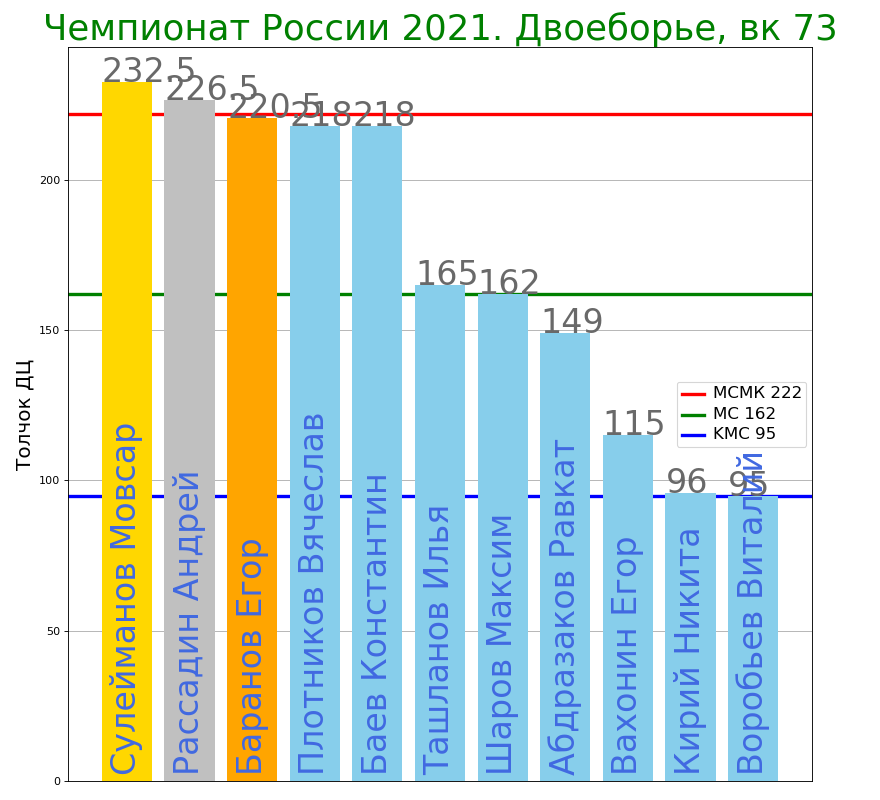 Чемпионат России 2021. Двоеборье, вк 73
Толчок ДЦ
200
150
100
50
0
232.5
226.5
220.5
218
218
165
162
149
115
96
95
МСМК 222
МС 162
КМС 95
Сулейманов Мовсар
Рассадин Андрей
Баранов Егор
Плотников Вячеслав
Баев Константин
Ташланов Илья
Шаров Максим
Абдразаков Равкат
Вахонин Егор
Кирий Никита
Воробьев Виталий